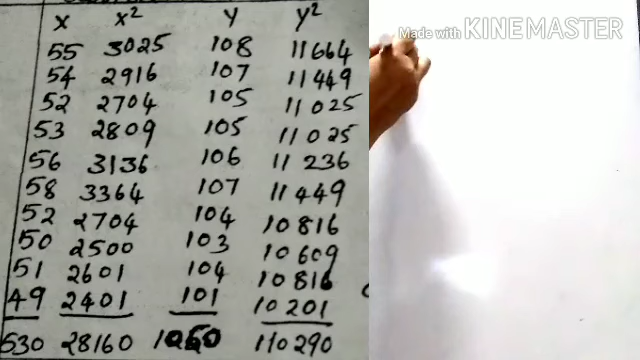 x x² y y²
55 3025 108 11664
54 2916 107 11449
52 2704 105 11025
53 2809 105 11025
56 3136 106 11236
58 3364 107 11449
52 2704 104 10816
50 2500 103 10609
51 2601 104 10816
49 2401 101 10201
530 28160 1050 110290
Made with KINEMASTER